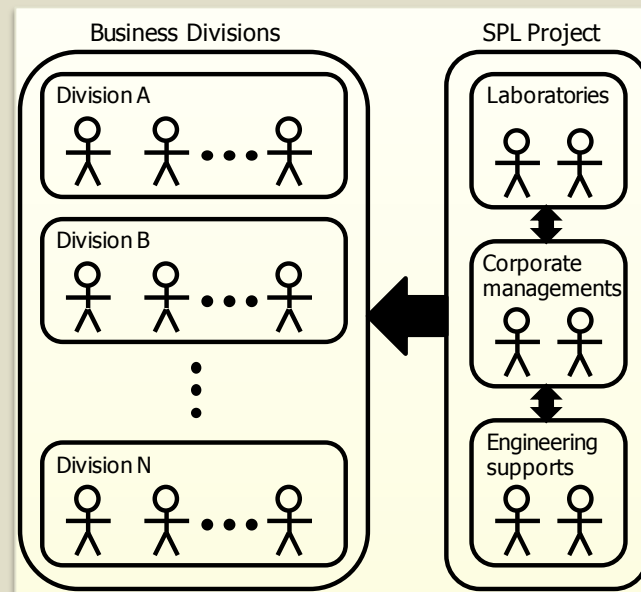 Business Divisions
Division A
Division B
Division N
SPL Project
Laboratories
Corporate
managements
Engineering
supports